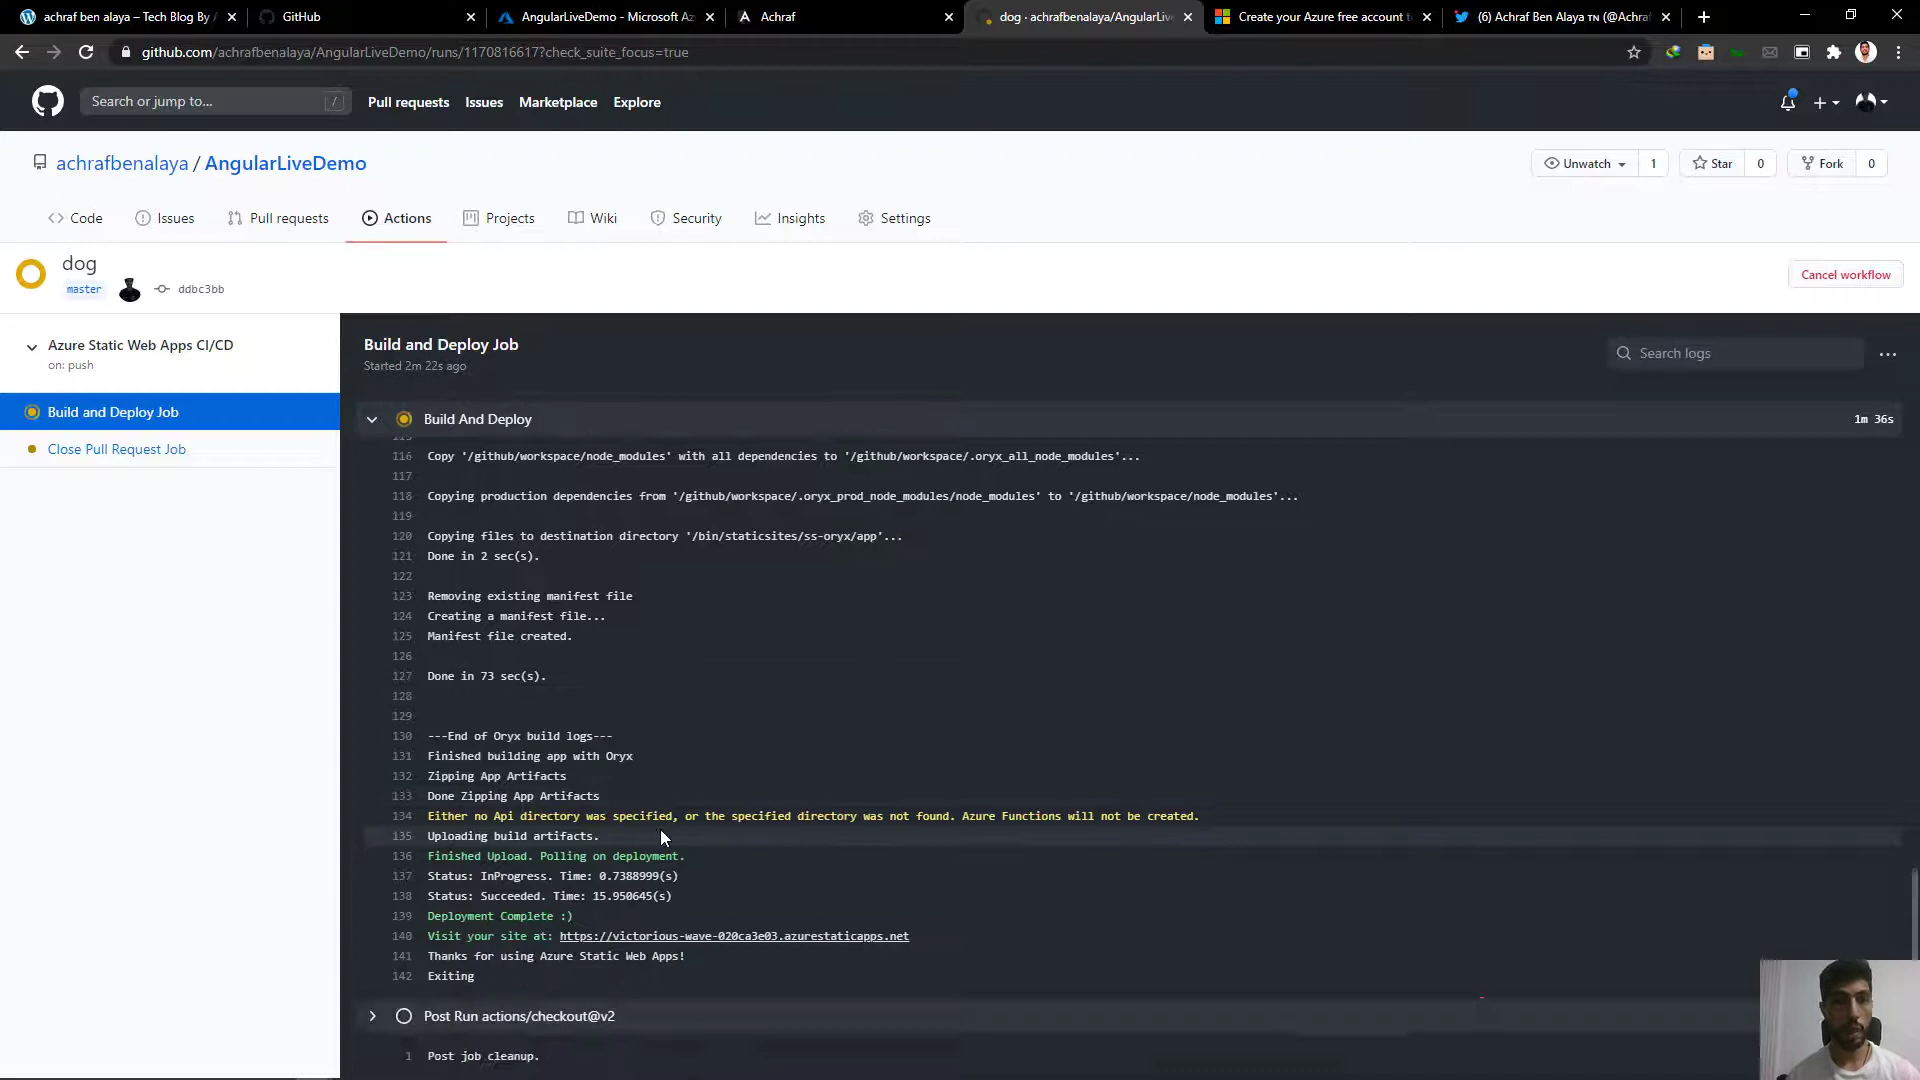 achraf ben alaya – Tech Blog By
GitHub
AngularLiveDemo - Microsoft Az
Achraf
dog · achrafbenalaya/AngularLiv
Create your Azure free account t
(6) Achraf Ben Alaya TN (@Achra
github.com/achrafbenalaya/AngularLiveDemo/runs/1170816617?check_suite_focus=true
Search or jump to...
/
Pull requests
Issues
Marketplace
Explore
achrafbenalaya / AngularLiveDemo
Unwatch
1
Star
0
Fork
0
Code
Issues
Pull requests
Actions
Projects
Wiki
Security
Insights
Settings
dog
master
ddbc3bb
Cancel workflow
Azure Static Web Apps CI/CD
on: push
Build and Deploy Job
Close Pull Request Job
Build and Deploy Job
Started 2m 22s ago
Search logs
Build And Deploy
1m 36s
116 Copy '/github/workspace/node_modules' with all dependencies to '/github/workspace/.oryx_all_node_modules'...
117
118 Copying production dependencies from '/github/workspace/.oryx_prod_node_modules/node_modules' to '/github/workspace/node_modules'...
119
120 Copying files to destination directory '/bin/staticsites/ss-oryx/app'...
121 Done in 2 sec(s).
122
123 Removing existing manifest file
124 Creating a manifest file...
125 Manifest file created.
126
127 Done in 73 sec(s).
128
129
130 ---End of Oryx build logs---
131 Finished building app with Oryx
132 Zipping App Artifacts
133 Done Zipping App Artifacts
134 Either no Api directory was specified, or the specified directory was not found. Azure Functions will not be created.
135 Uploading build artifacts.
136 Finished Upload. Polling on deployment.
137 Status: InProgress. Time: 0.7388999(s)
138 Status: Succeeded. Time: 15.950645(s)
139 Deployment Complete :)
140 Visit your site at: https://victorious-wave-020ca3e03.azurestaticapps.net
141 Thanks for using Azure Static Web Apps!
142 Exiting
Post Run actions/checkout@v2
1 Post job cleanup.